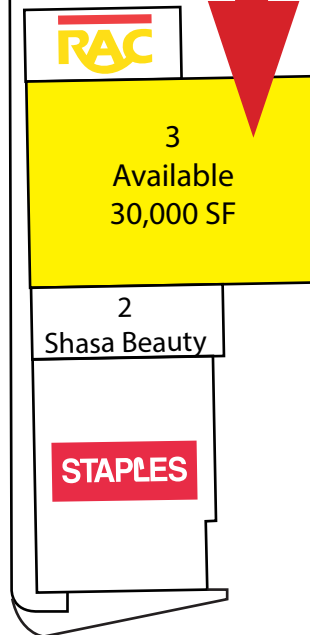 RAC
3
Available
30,000 SF
2
Shasa Beauty
STAPLES